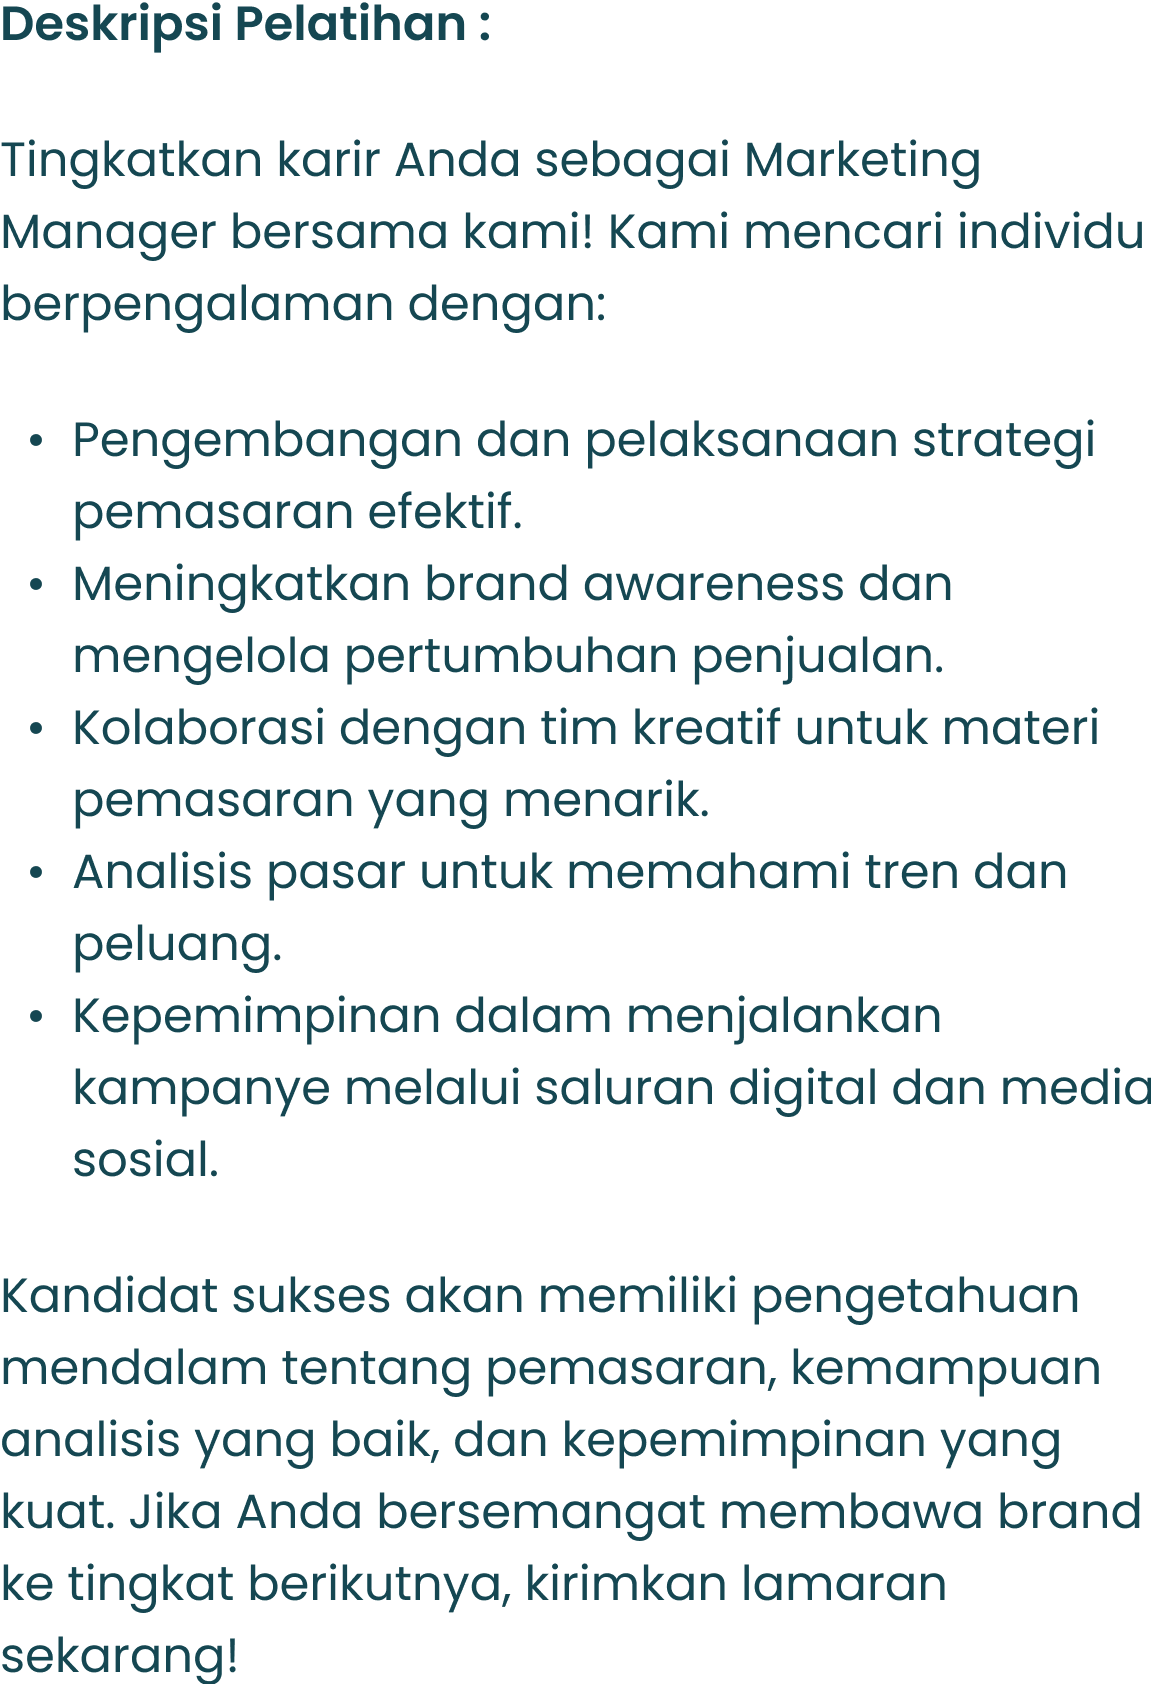 Deskripsi Pelatihan :
Tingkatkan karir Anda sebagai Marketing
Manager bersama kami! Kami mencari individu
berpengalaman dengan:
• Pengembangan dan pelaksanaan strategi
pemasaran efektif.
• Meningkatkan brand awareness dan
mengelola pertumbuhan penjualan.
• Kolaborasi dengan tim kreatif untuk materi
pemasaran yang menarik.
• Analisis pasar untuk memahami tren dan
peluang.
• Kepemimpinan dalam menjalankan
kampanye melalui saluran digital dan media
sosial.
Kandidat sukses akan memiliki pengetahuan
mendalam tentang pemasaran, kemampuan
analisis yang baik, dan kepemimpinan yang
kuat. Jika Anda bersemangat membawa brand
ke tingkat berikutnya, kirimkan lamaran
sekarang!